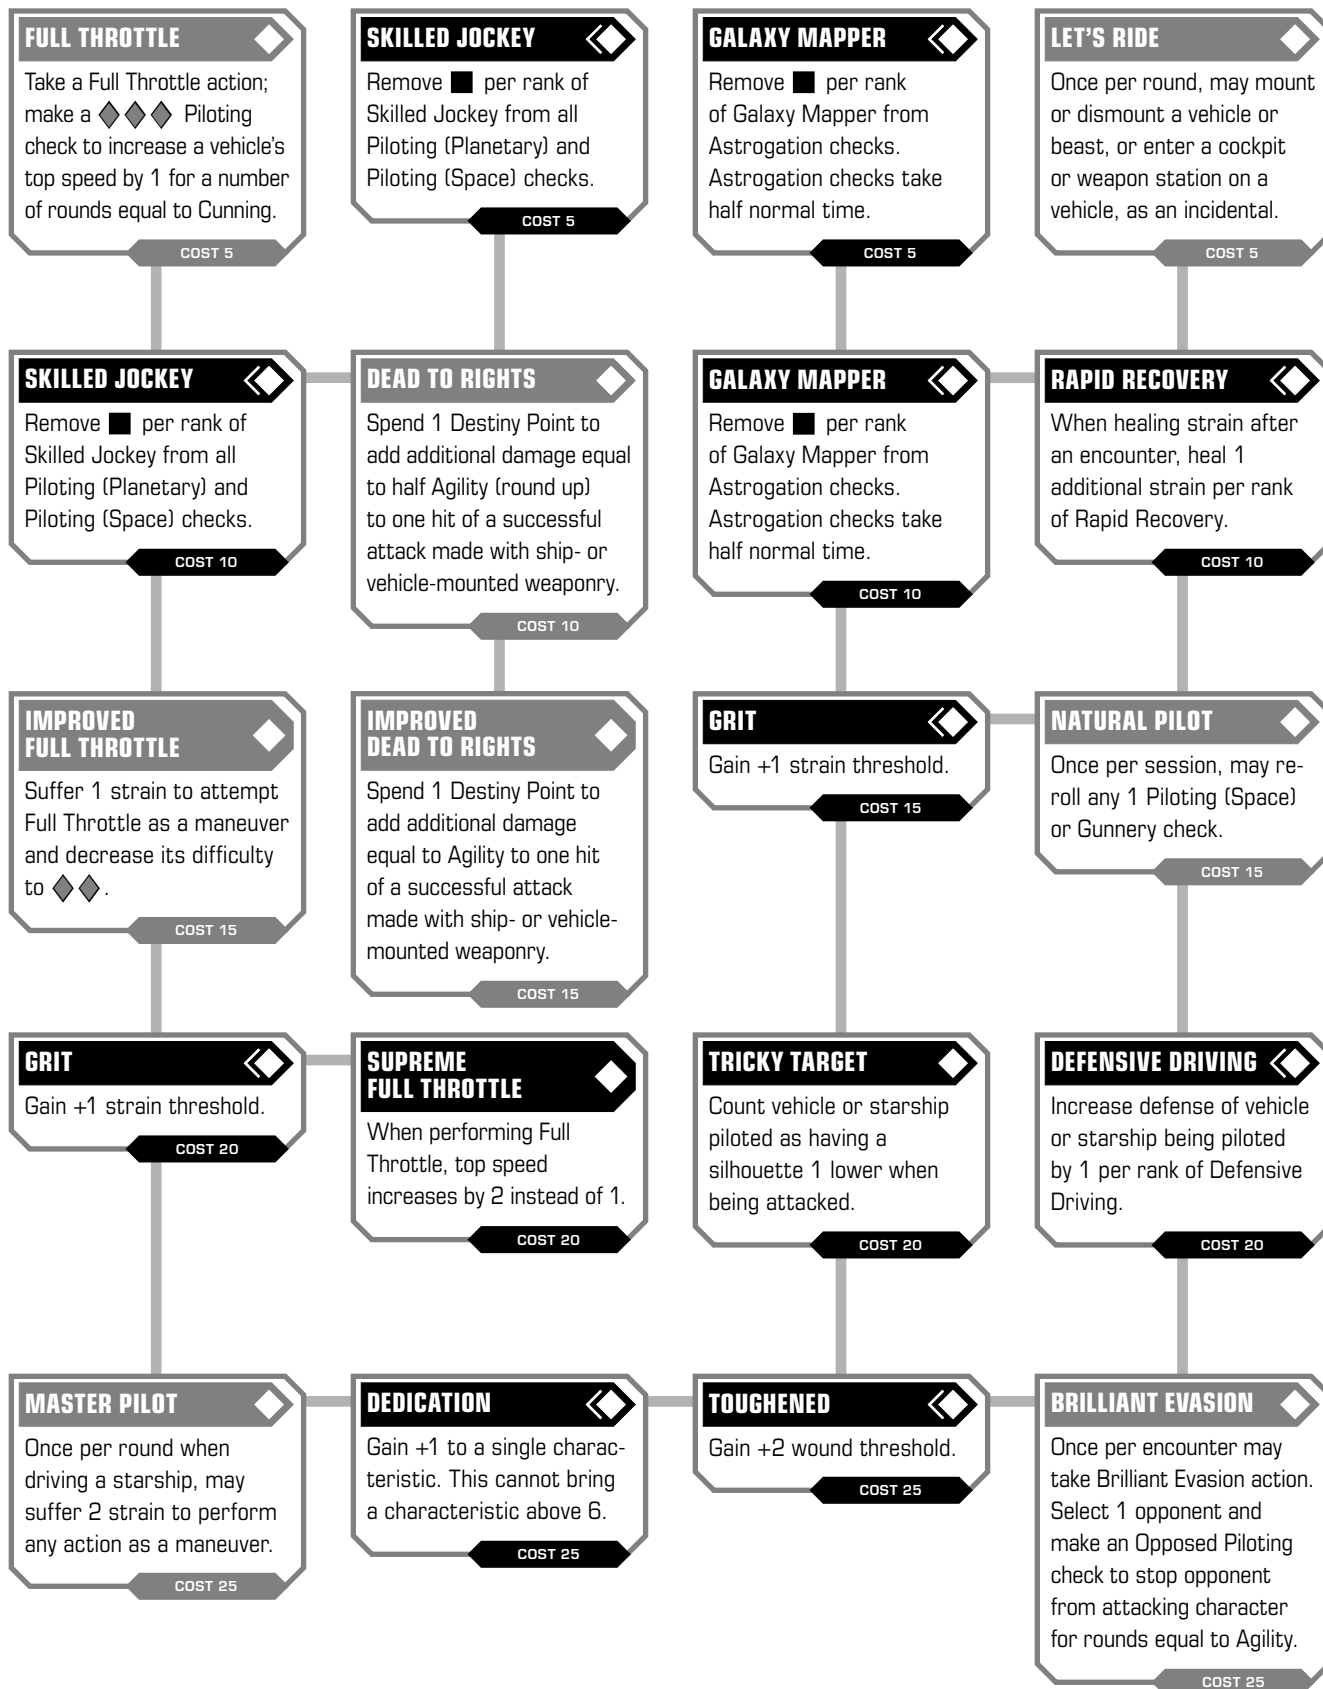 FULL THROTTLE
Take a Full Throttle action;
make a Piloting
check to increase a vehicle's
top speed by 1 for a number
of rounds equal to Cunning.
COST 5
SKILLED JOCKEY
Remove per rank of
Skilled Jockey from all
Piloting (Planetary) and
Piloting (Space) checks.
COST 5
GALAXY MAPPER
Remove per rank
of Galaxy Mapper from
Astrogation checks.
Astrogation checks take
half normal time.
COST 5
LET'S RIDE
Once per round, may mount
or dismount a vehicle or
beast, or enter a cockpit
or weapon station on a
vehicle, as an incidental.
COST 5
SKILLED JOCKEY
Remove per rank of
Skilled Jockey from all
Piloting (Planetary) and
Piloting (Space) checks.
COST 10
DEAD TO RIGHTS
Spend 1 Destiny Point to
add additional damage equal
to half Agility (round up)
to one hit of a successful
attack made with ship- or
vehicle-mounted weaponry.
COST 10
GALAXY MAPPER
Remove per rank
of Galaxy Mapper from
Astrogation checks.
Astrogation checks take
half normal time.
COST 10
RAPID RECOVERY
When healing strain after
an encounter, heal 1
additional strain per rank
of Rapid Recovery.
COST 10
IMPROVED
FULL THROTTLE
Suffer 1 strain to attempt
Full Throttle as a maneuver
and decrease its difficulty
to .
COST 15
IMPROVED
DEAD TO RIGHTS
Spend 1 Destiny Point to
add additional damage
equal to Agility to one hit
of a successful attack
made with ship- or vehicle-
mounted weaponry.
COST 15
GRIT
Gain +1 strain threshold.
COST 15
NATURAL PILOT
Once per session, may re-
roll any 1 Piloting (Space)
or Gunnery check.
COST 15
GRIT
Gain +1 strain threshold.
COST 20
SUPREME
FULL THROTTLE
When performing Full
Throttle, top speed
increases by 2 instead of 1.
COST 20
TRICKY TARGET
Count vehicle or starship
piloted as having a
silhouette 1 lower when
being attacked.
COST 20
DEFENSIVE DRIVING
Increase defense of vehicle
or starship being piloted
by 1 per rank of Defensive
Driving.
COST 20
MASTER PILOT
Once per round when
driving a starship, may
suffer 2 strain to perform
any action as a maneuver.
COST 25
DEDICATION
Gain +1 to a single charac-
teristic. This cannot bring
a characteristic above 6.
COST 25
TOUGHENED
Gain +2 wound threshold.
COST 25
BRILLIANT EVASION
Once per encounter may
take Brilliant Evasion action.
Select 1 opponent and
make an Opposed Piloting
check to stop opponent
from attacking character
for rounds equal to Agility.
COST 25